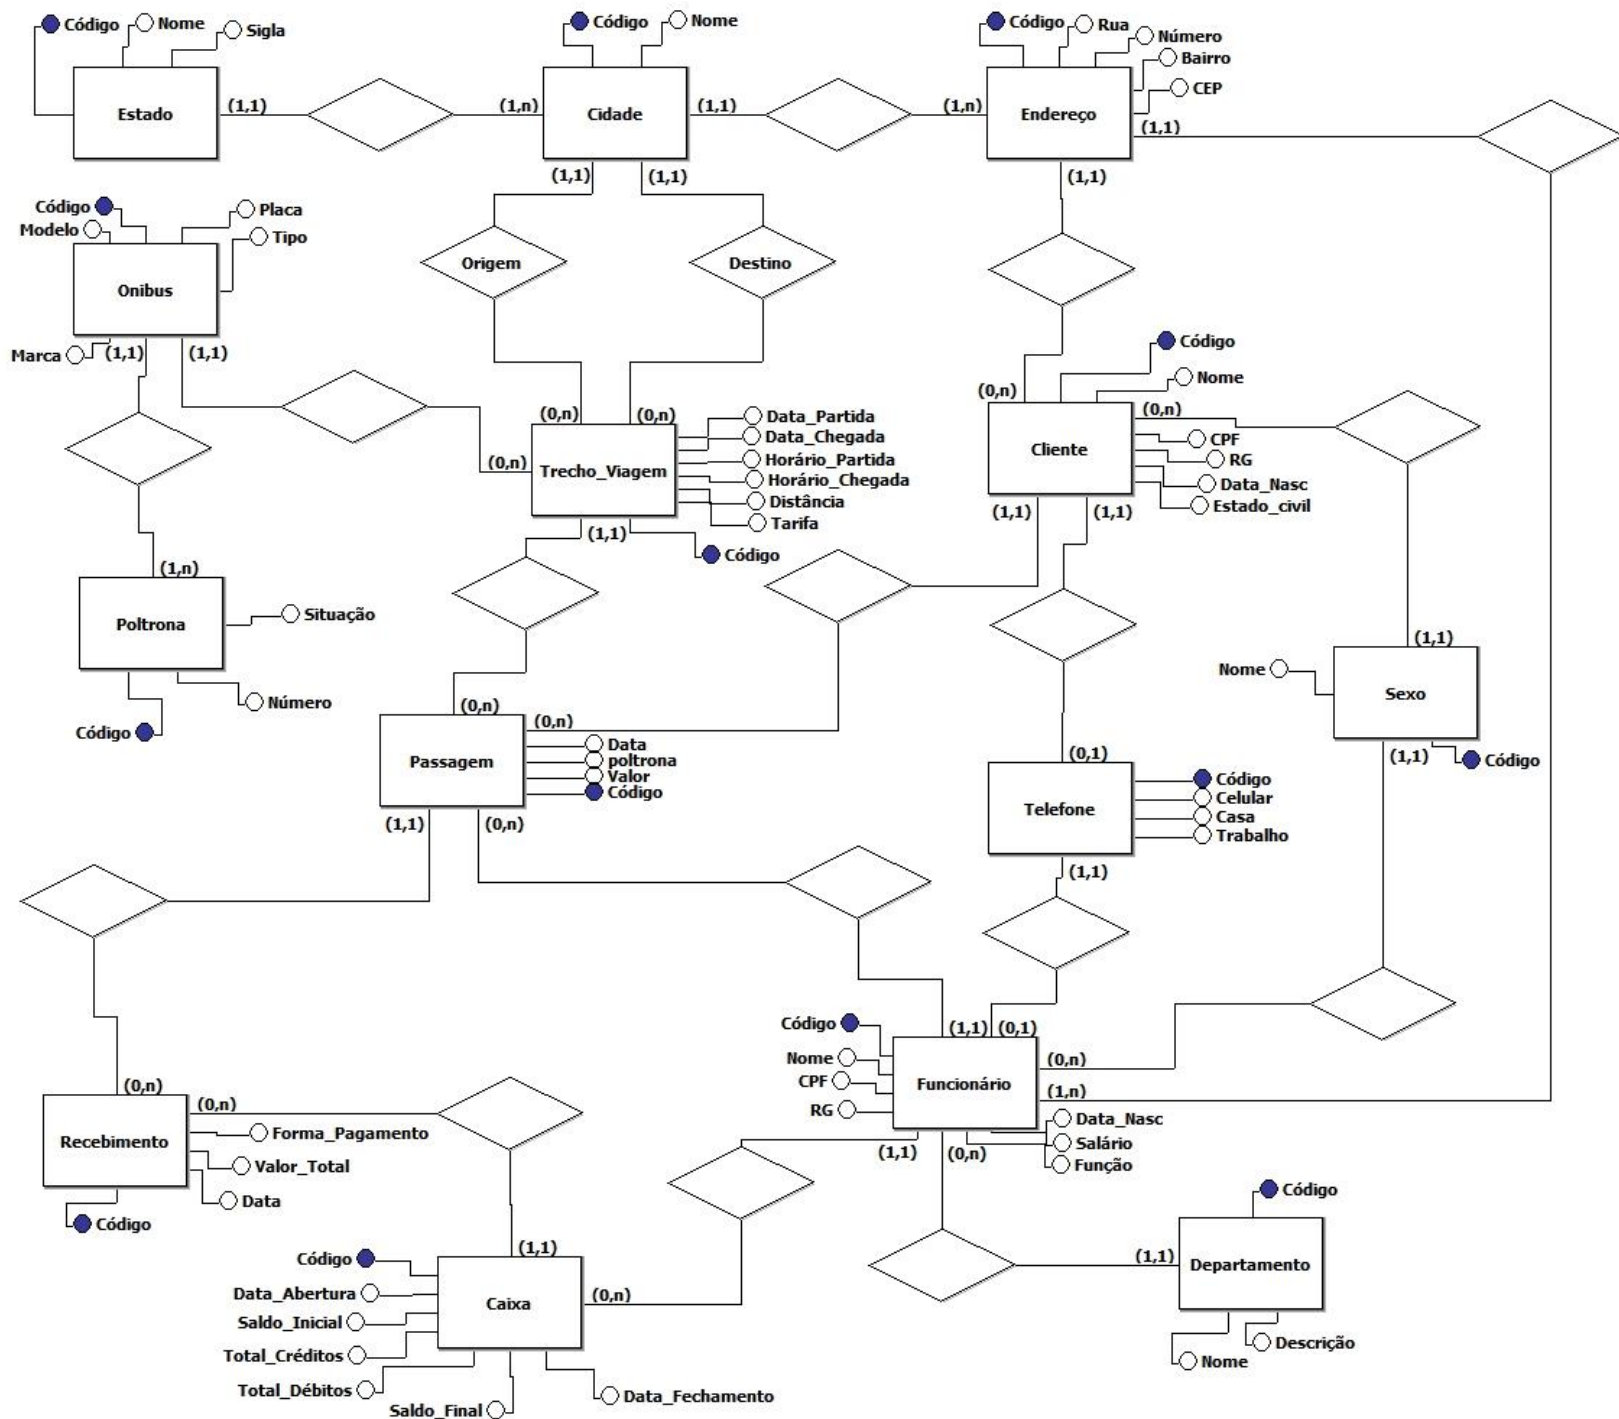 Código
Nome
Sigla
Estado
(1,1)
(1,n)
Código
Nome
Cidade
(1,1)
(1,1)
(1,1)
(1,n)
Código
Rua
Número
Bairro
CEP
Endereço
(1,1)
(1,1)
Código
Modelo
Placa
Tipo
Onibus
Marca
(1,1)
(1,1)
Origem
Destino
(0,n)
(0,n)
(0,n)
Trecho_Viagem
Data_Partida
Data_Chegada
Horário_Partida
Horário_Chegada
Distância
Tarifa
Código
(1,1)
Código
Nome
(0,n)
(0,n)
Cliente
CPF
RG
Data_Nasc
Estado_civil
(1,1)
(1,1)
(1,n)
Poltrona
Situação
Número
Código
(1,1)
Nome
Sexo
Código
(1,1)
(0,n)
(0,n)
Passagem
Data
poltrona
Valor
Código
(1,1)
(0,n)
(0,1)
Telefone
Código
Celular
Casa
Trabalho
(1,1)
Código
Nome
CPF
RG
(1,1)
(0,1)
Funcionário
(0,n)
(1,n)
Data_Nasc
Salário
Função
(1,1)
(0,n)
(0,n)
(0,n)
Recebimento
Forma_Pagamento
Valor_Total
Data
Código
(1,1)
Código
Data_Abertura
Saldo_Inicial
Total_Créditos
Total_Débitos
Saldo_Final
Data_Fechamento
Caixa
(0,n)
Código
(1,1)
Departamento
Descrição
Nome